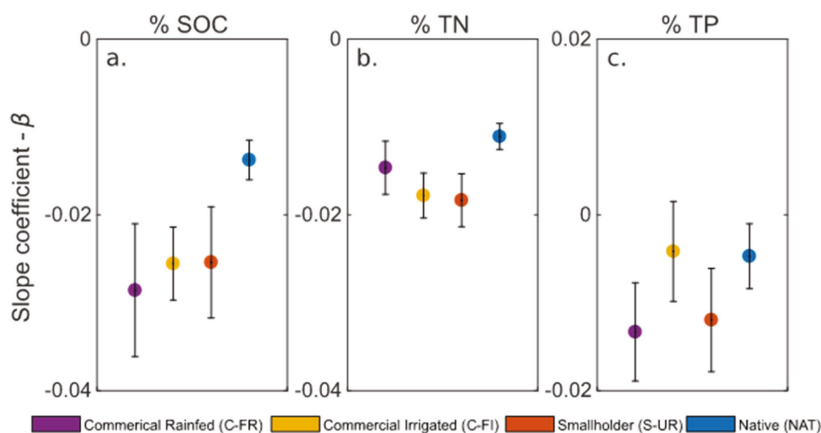 % SOC
% TN
% TP
0
0
0.02
a.
b.
c.
Slope coefficient - β
-0.02
-0.02
0
-0.04
-0.04
-0.02
Commerical Rainfed (C-FR)
Commercial Irrigated (C-FI)
Smallholder (S-UR)
Native (NAT)